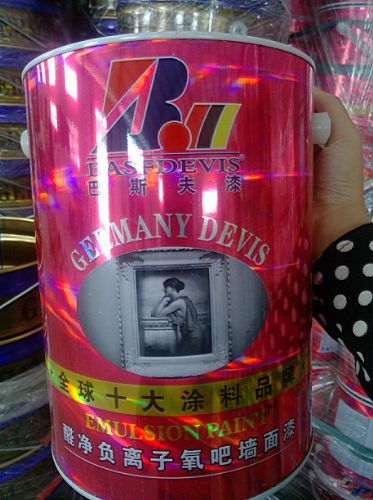 BASFDEVIS
巴斯夫漆
GERMANY DEVIS
全球十大涂料品牌
EMULSION PAINT
醛净负离子氧吧墙面漆